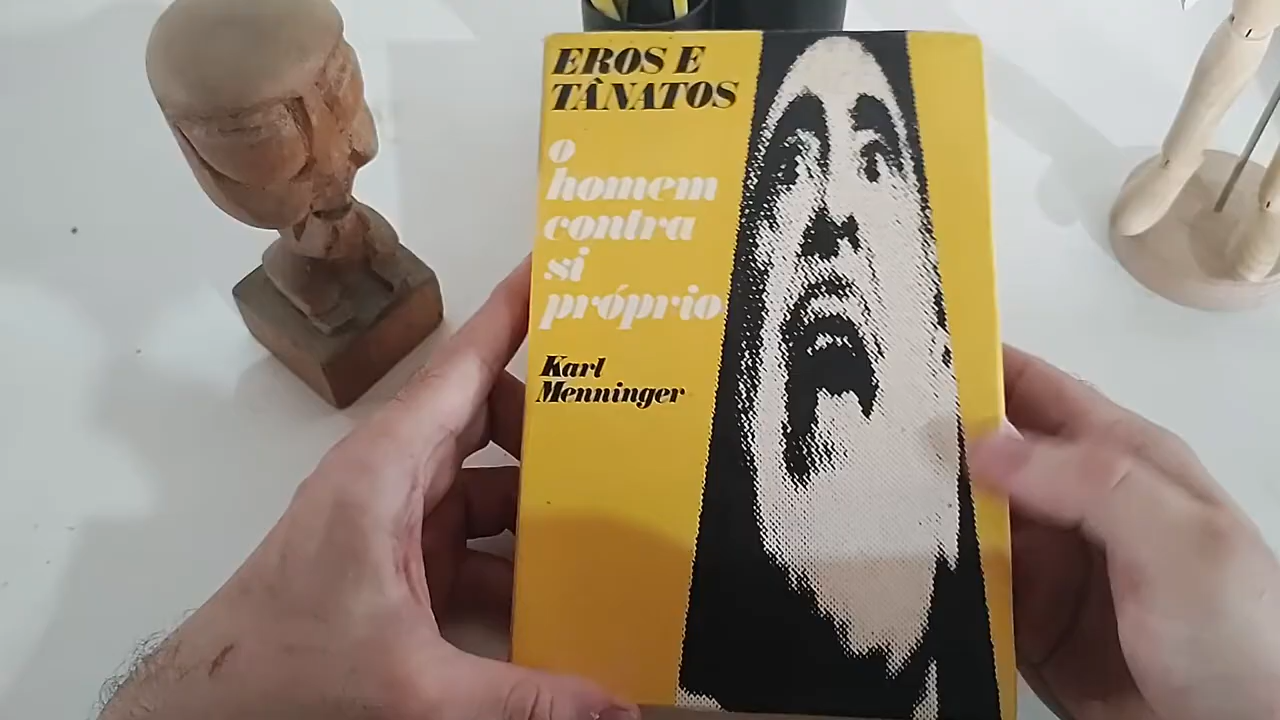 EROS E
TÂNATOS
o
homem
contra
si
próprio
Karl
Menninger